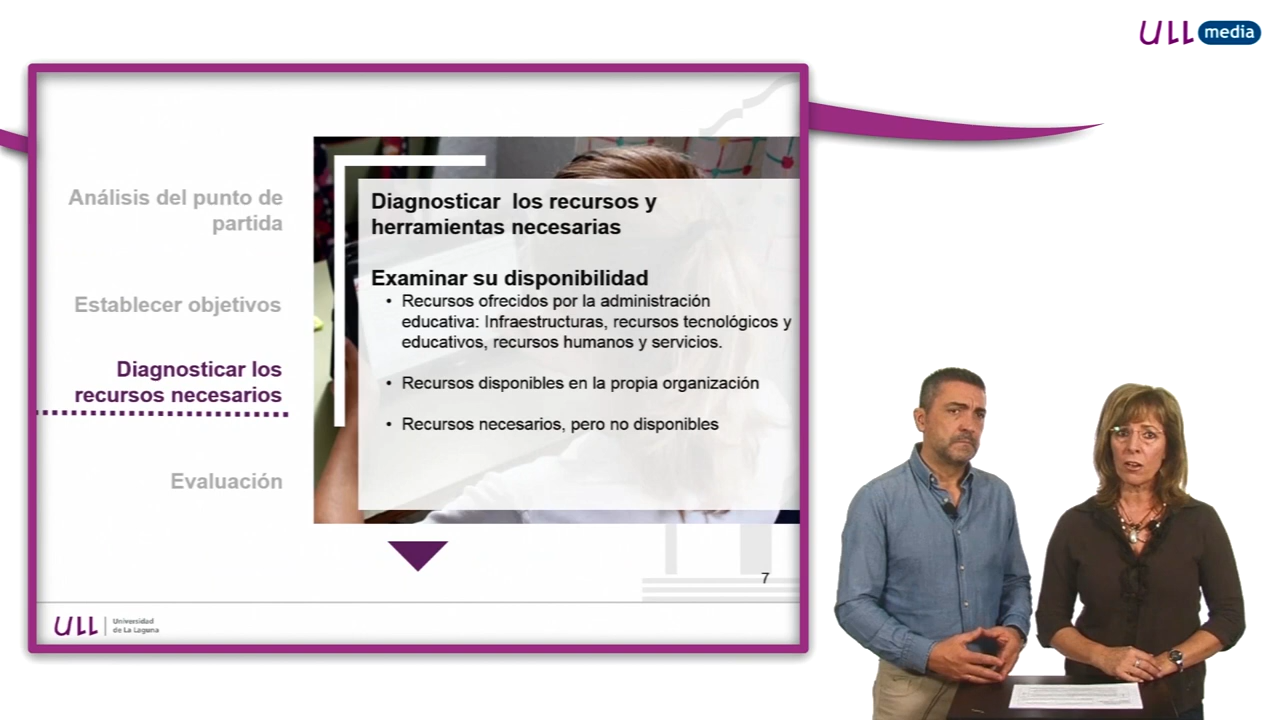 ULL media
Análisis del punto de
partida
Establecer objetivos
Diagnosticar los
recursos necesarios
Evaluación
Diagnosticar los recursos y
herramientas necesarias
Examinar su disponibilidad
• Recursos ofrecidos por la administración
educativa: Infraestructuras, recursos tecnológicos y
educativos, recursos humanos y servicios.
• Recursos disponibles en la propia organización
• Recursos necesarios, pero no disponibles
7
ULL
Universidad
de La Laguna